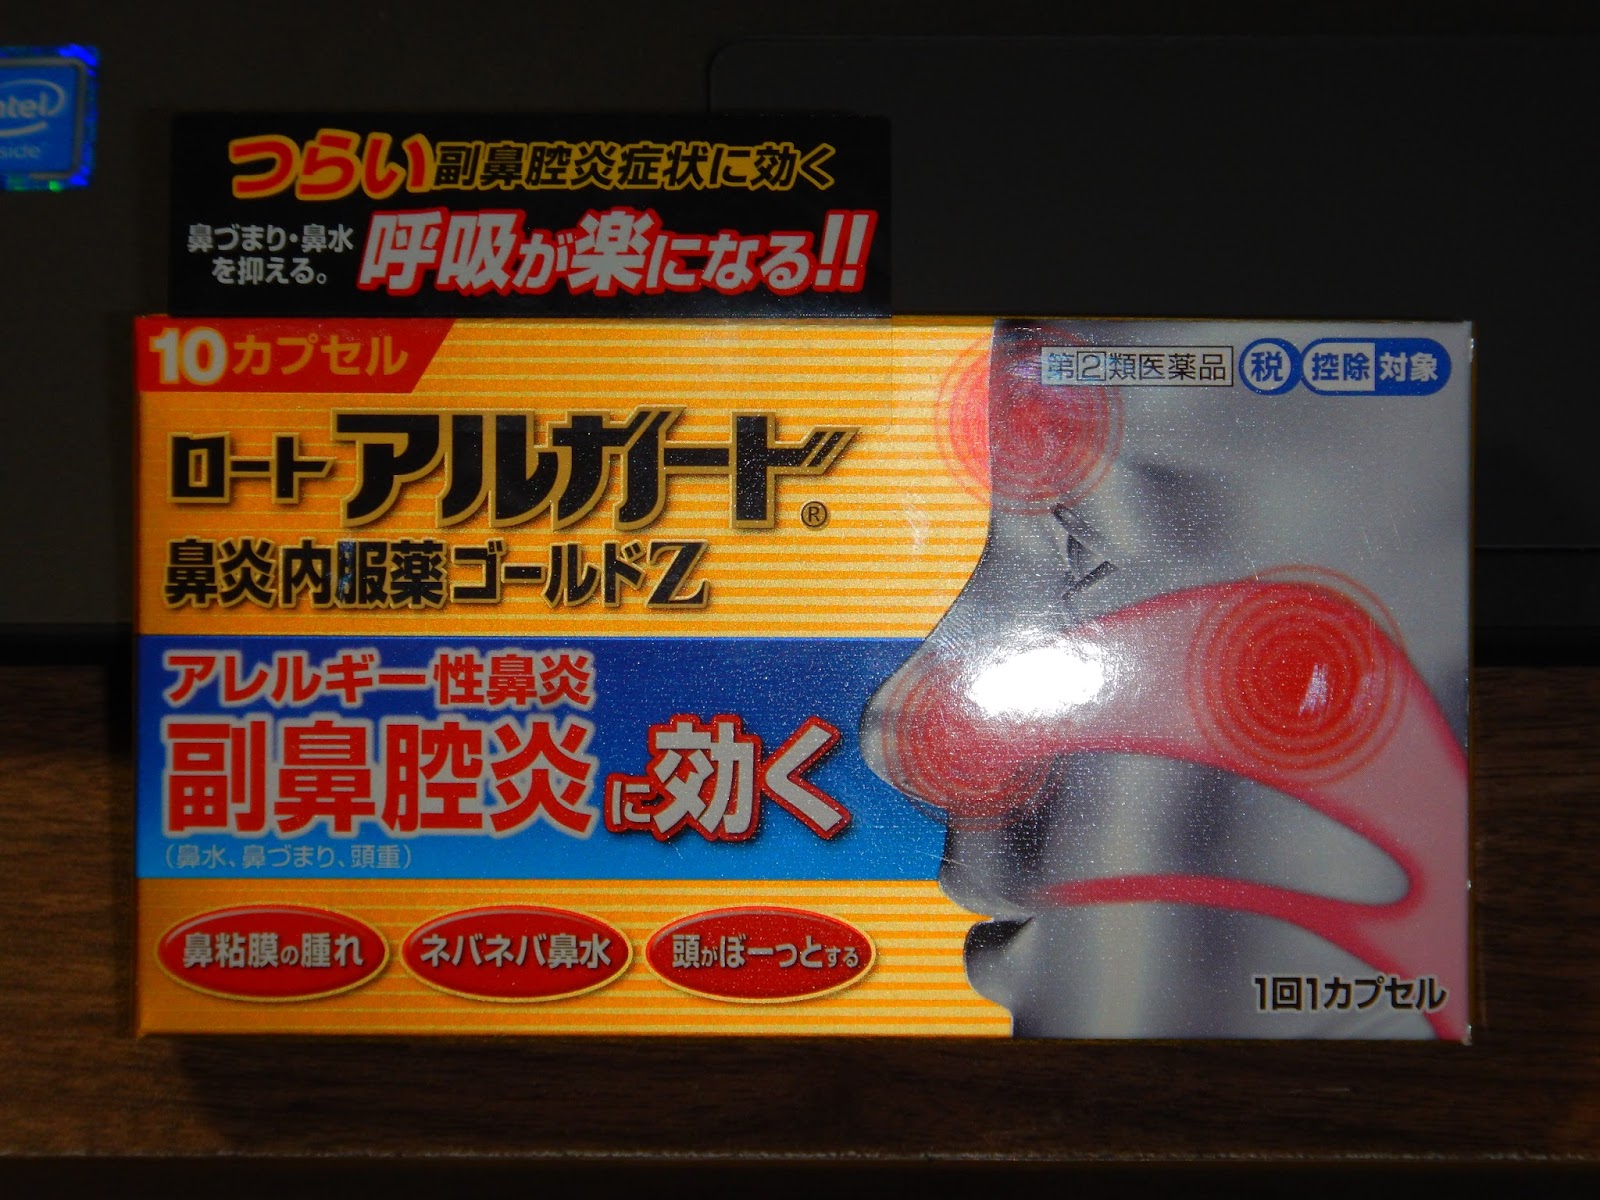 intel
inside
つらい副鼻腔炎症状に効く
鼻づまり・鼻水
を抑える。
呼吸が楽になる!!
10カプセル
第②類医薬品
税 控除 対象
ロートアルガード®
鼻炎内服薬ゴールドZ
アレルギー性鼻炎
副鼻腔炎に効く
(鼻水、鼻づまり、頭重)
鼻粘膜の腫れ
ネバネバ鼻水
頭がぼーっとする
1回1カプセル